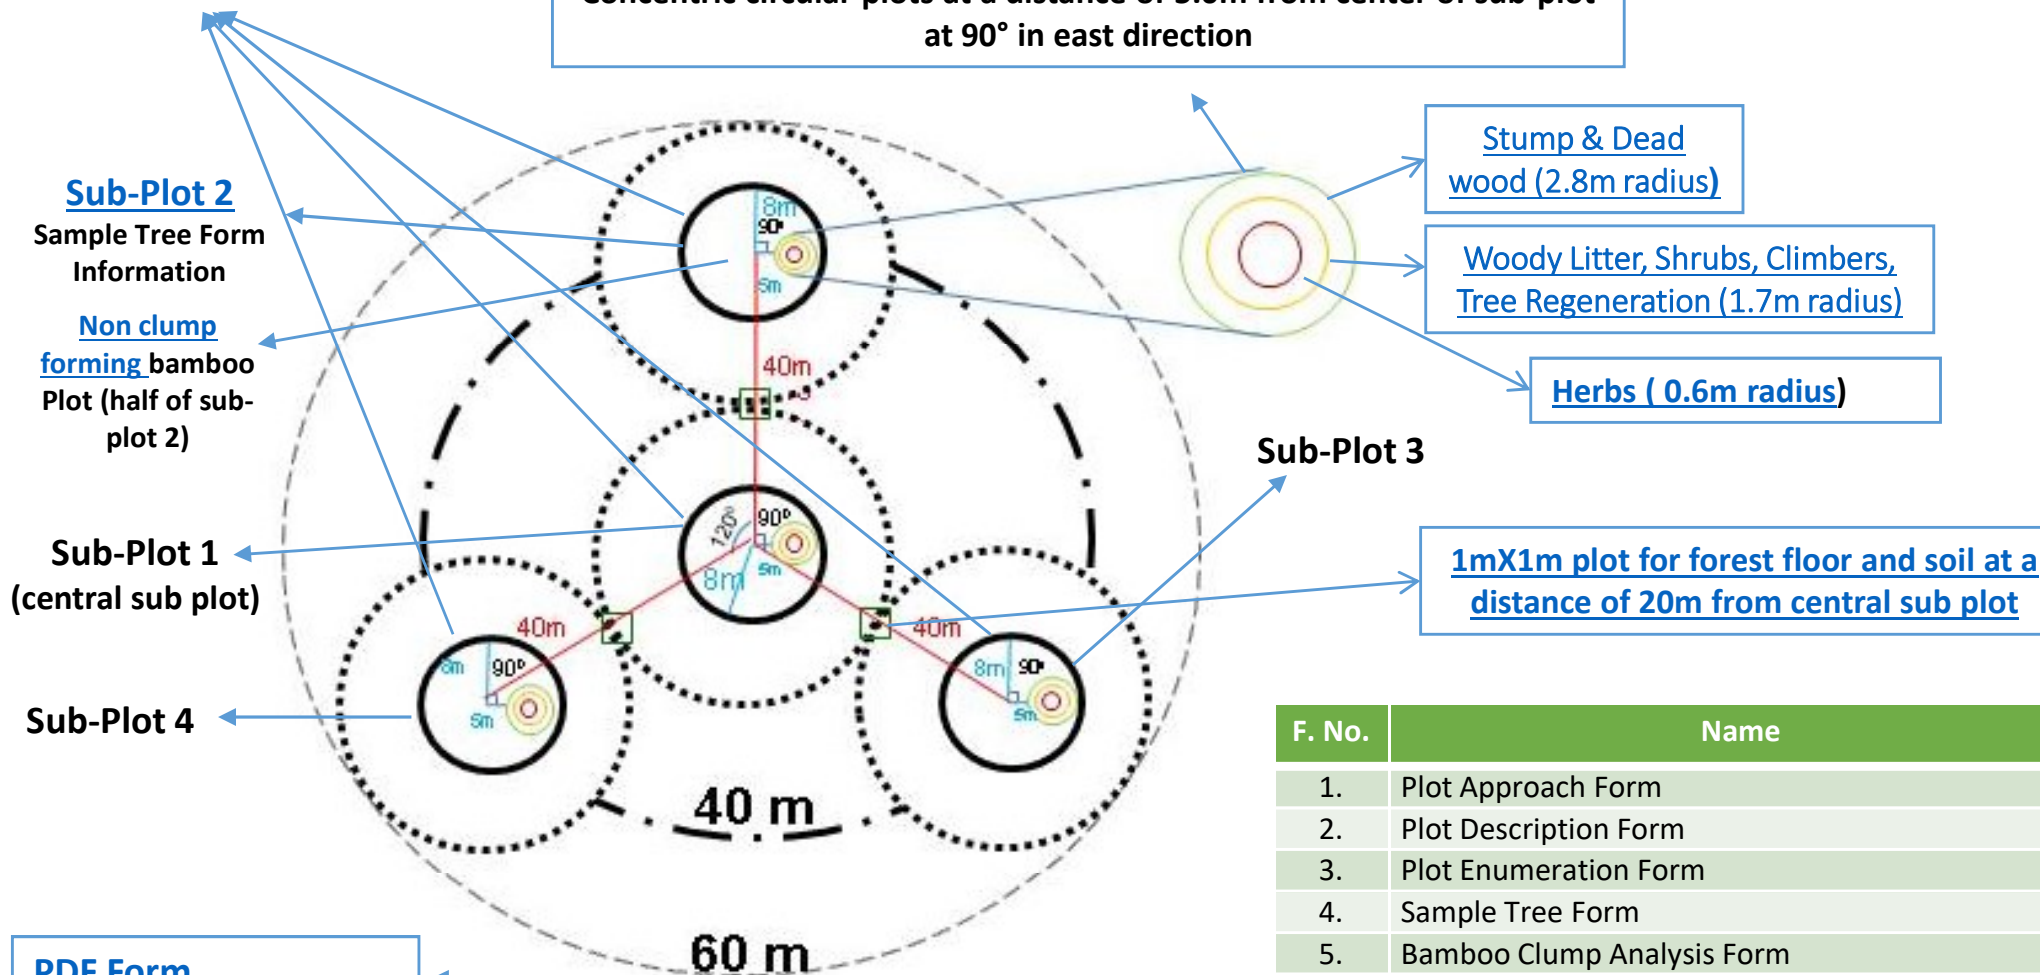 Concentric circular plots at a distance of 5.0m from center of sub-plot
at 90° in east direction
Stump & Dead
wood (2.8m radius)
Woody Litter, Shrubs, Climbers,
Tree Regeneration (1.7m radius)
Herbs ( 0.6m radius)
Sub-Plot 2
Sample Tree Form
Information
Non clump
forming bamboo
Plot (half of sub-
plot 2)
8m
90°
5m
40m
Sub-Plot 3
Sub-Plot 1
(central sub plot)
120°
90°
8m
5m
1mX1m plot for forest floor and soil at a
distance of 20m from central sub plot
40m
40m
8m
90°
5m
8m
90°
5m
Sub-Plot 4
40 m
60 m
PDF Form
F. No. Name
1. Plot Approach Form
2. Plot Description Form
3. Plot Enumeration Form
4. Sample Tree Form
5. Bamboo Clump Analysis Form